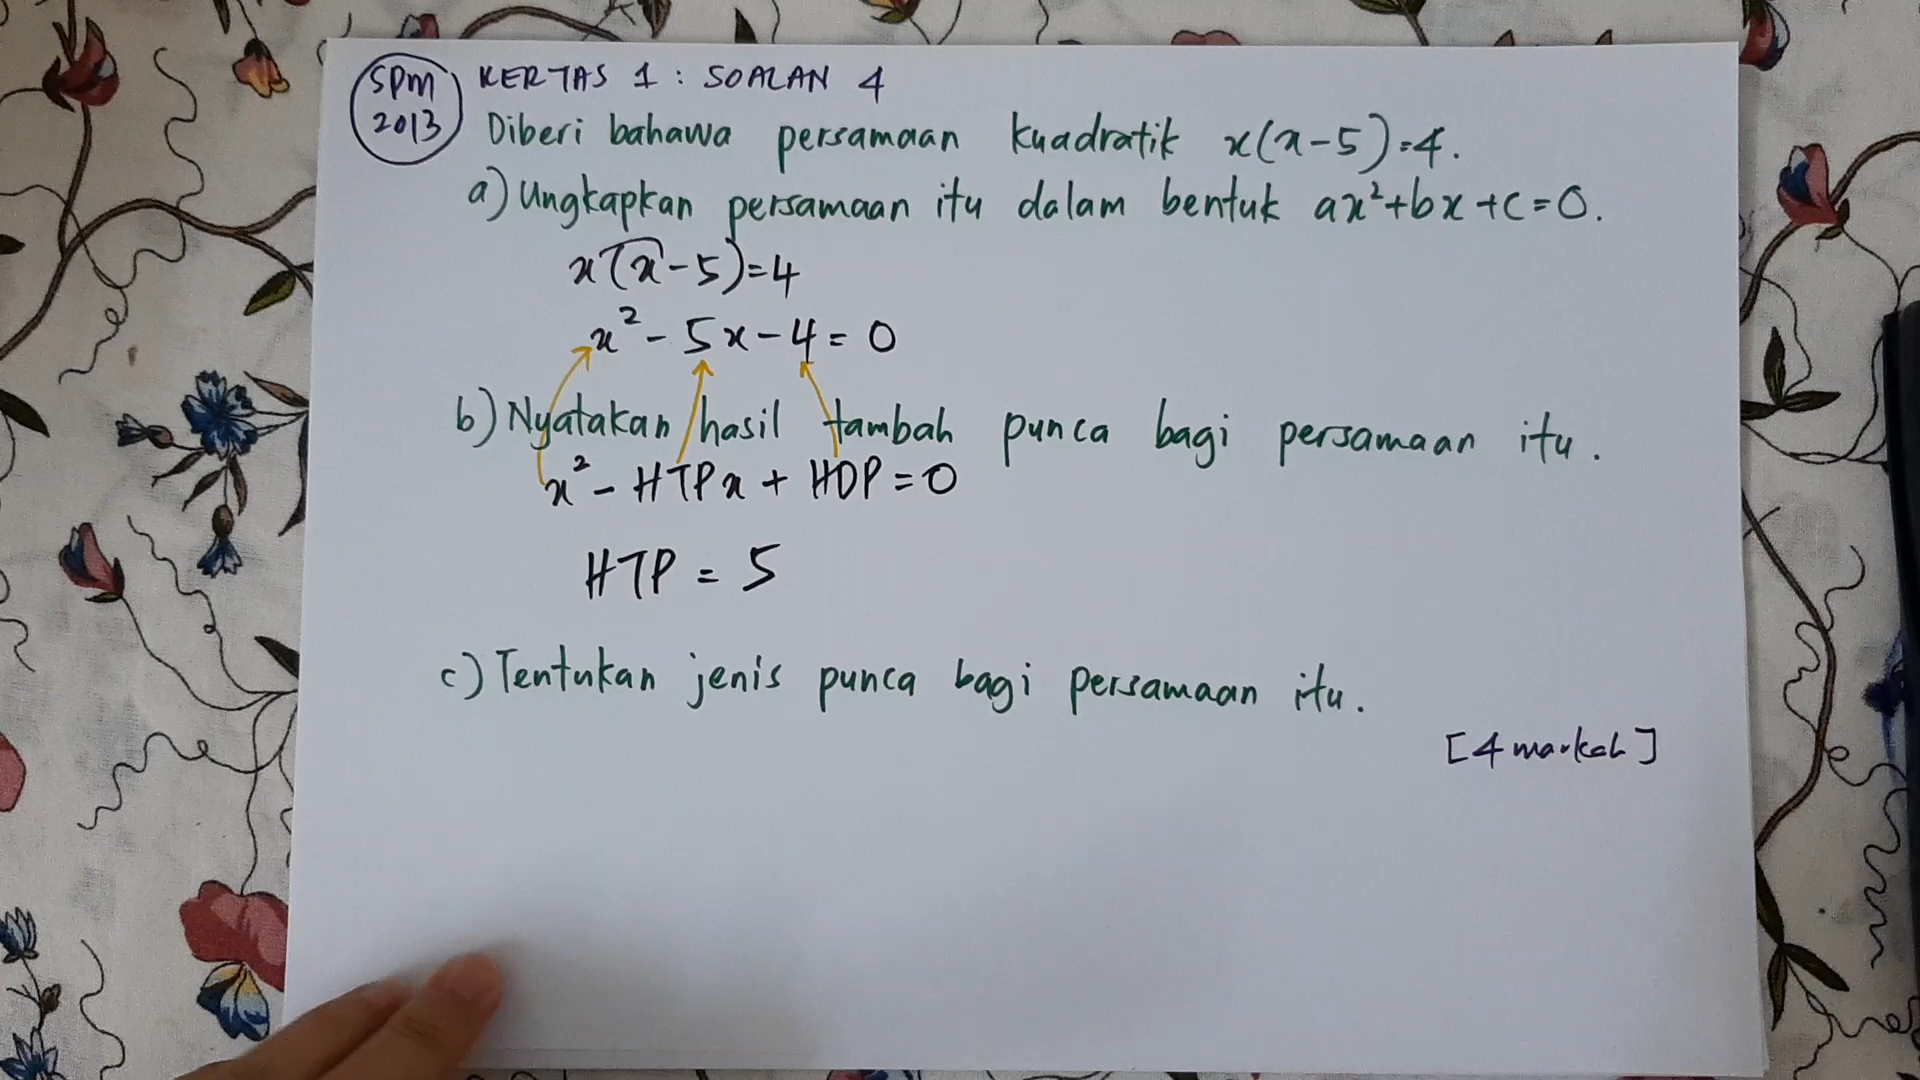 SPM 2013
KERTAS 1 : SOALAN 4
Diberi bahawa persamaan kuadratik x(x-5)=4.
a) Ungkapkan persamaan itu dalam bentuk ax²+bx+c=0.
x(x-5)=4
x² - 5x - 4 = 0
b) Nyatakan hasil tambah punca bagi persamaan itu.
x² - HTPx + HDP = 0
HTP = 5
c) Tentukan jenis punca bagi persamaan itu.
[4 markah]